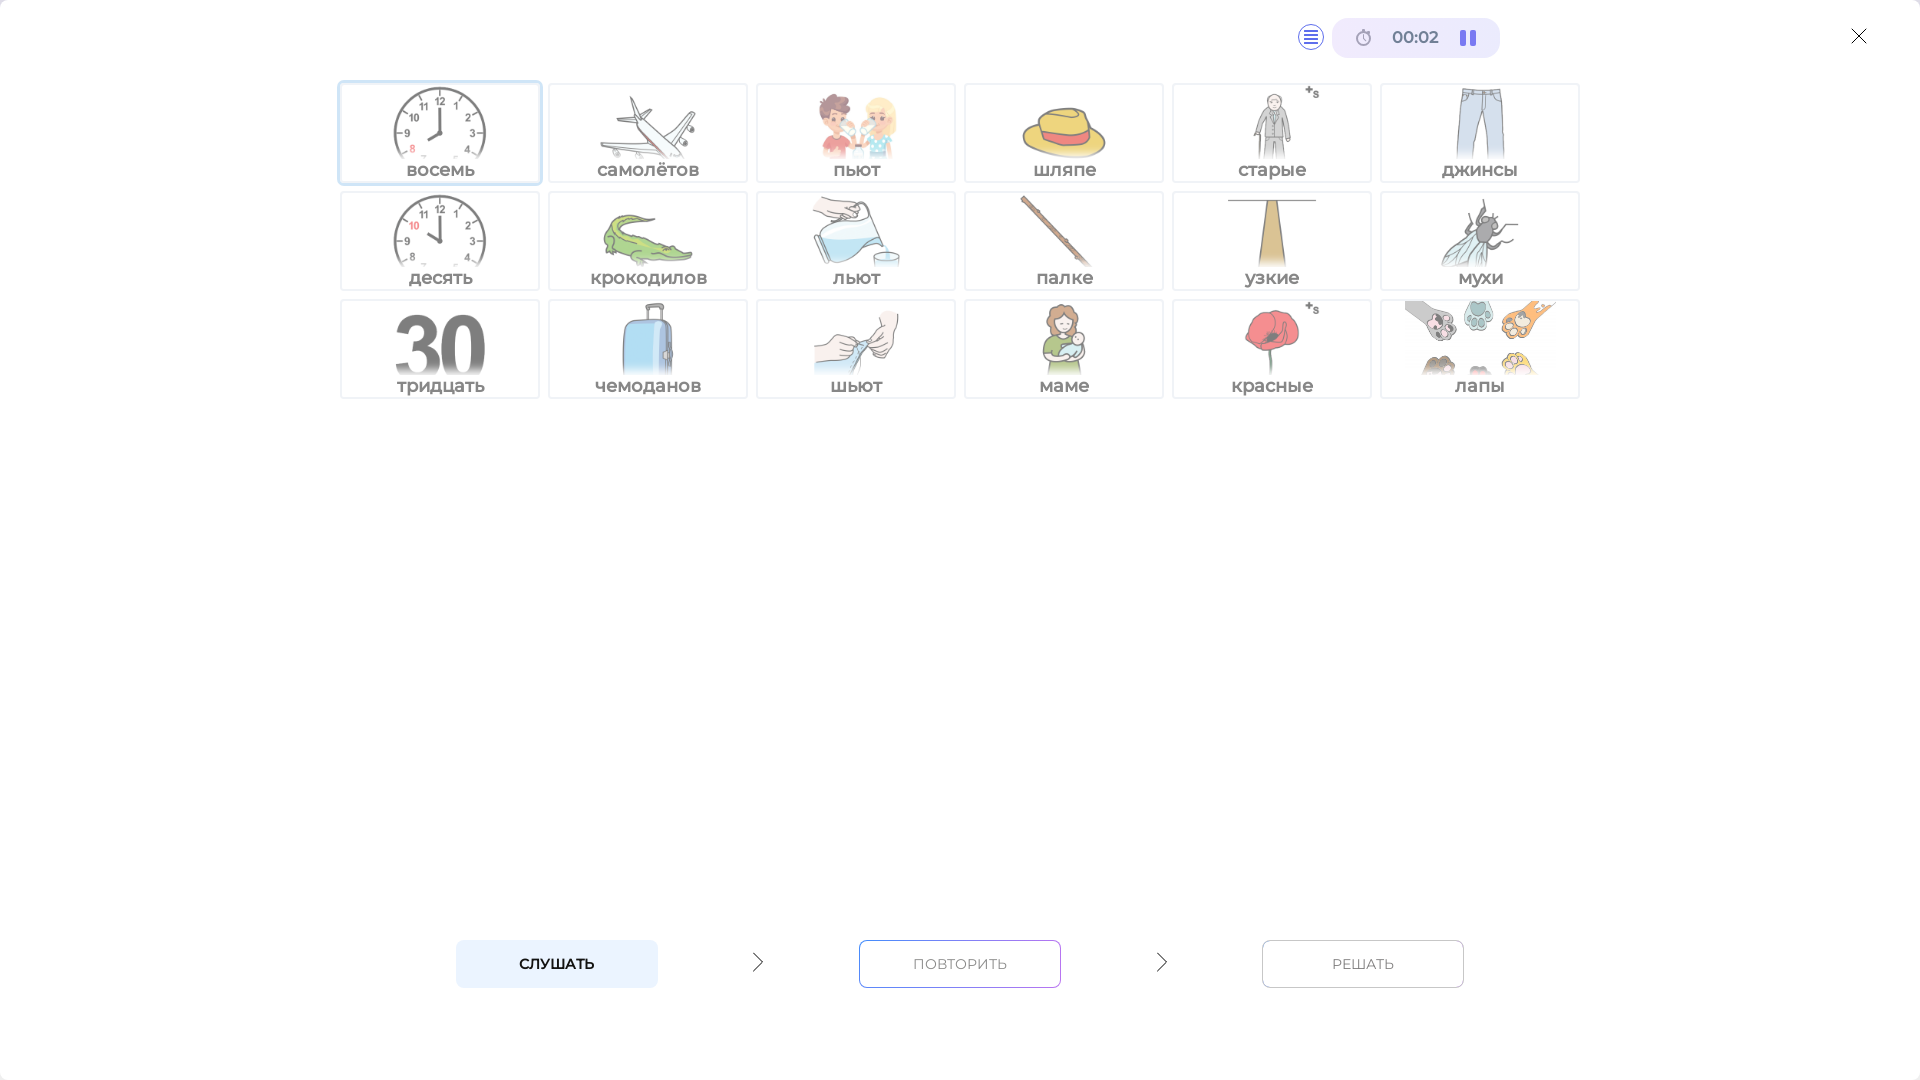 00:02
восемь самолётов пьют шляпе старые джинсы
десять крокодилов льют палке узкие мухи
30
тридцать чемоданов шьют маме красные лапы
СЛУШАТЬ ПОВТОРИТЬ РЕШАТЬ